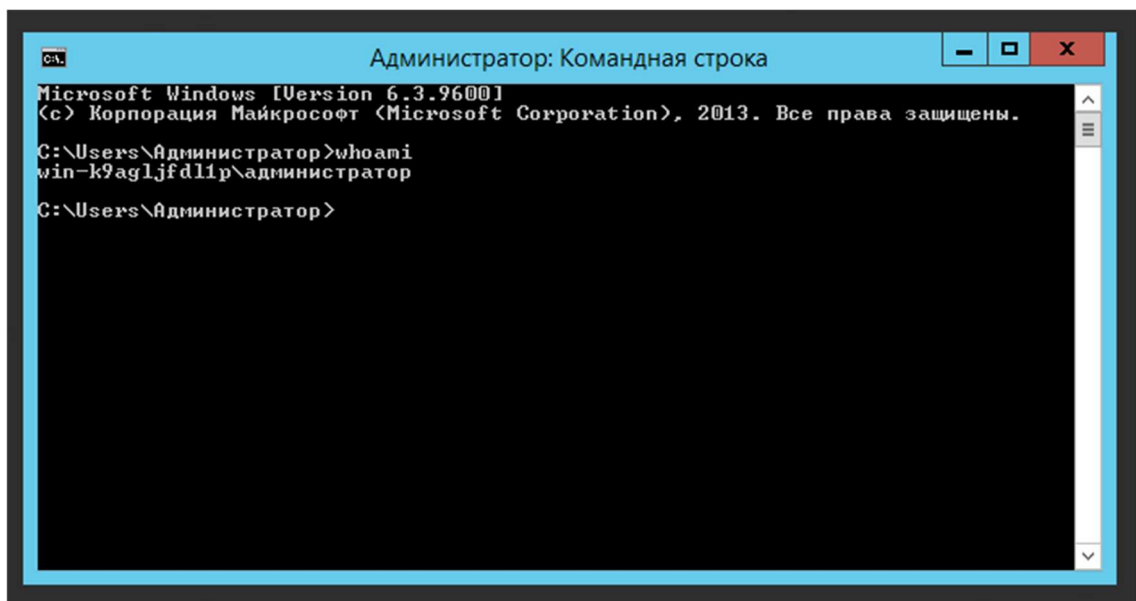 Администратор: Командная строка
Microsoft Windows [Version 6.3.9600]
(c) Корпорация Майкрософт (Microsoft Corporation), 2013. Все права защищены.
C:\Users\Администратор>whoami
win-k9agljfdl1p\администратор
C:\Users\Администратор>